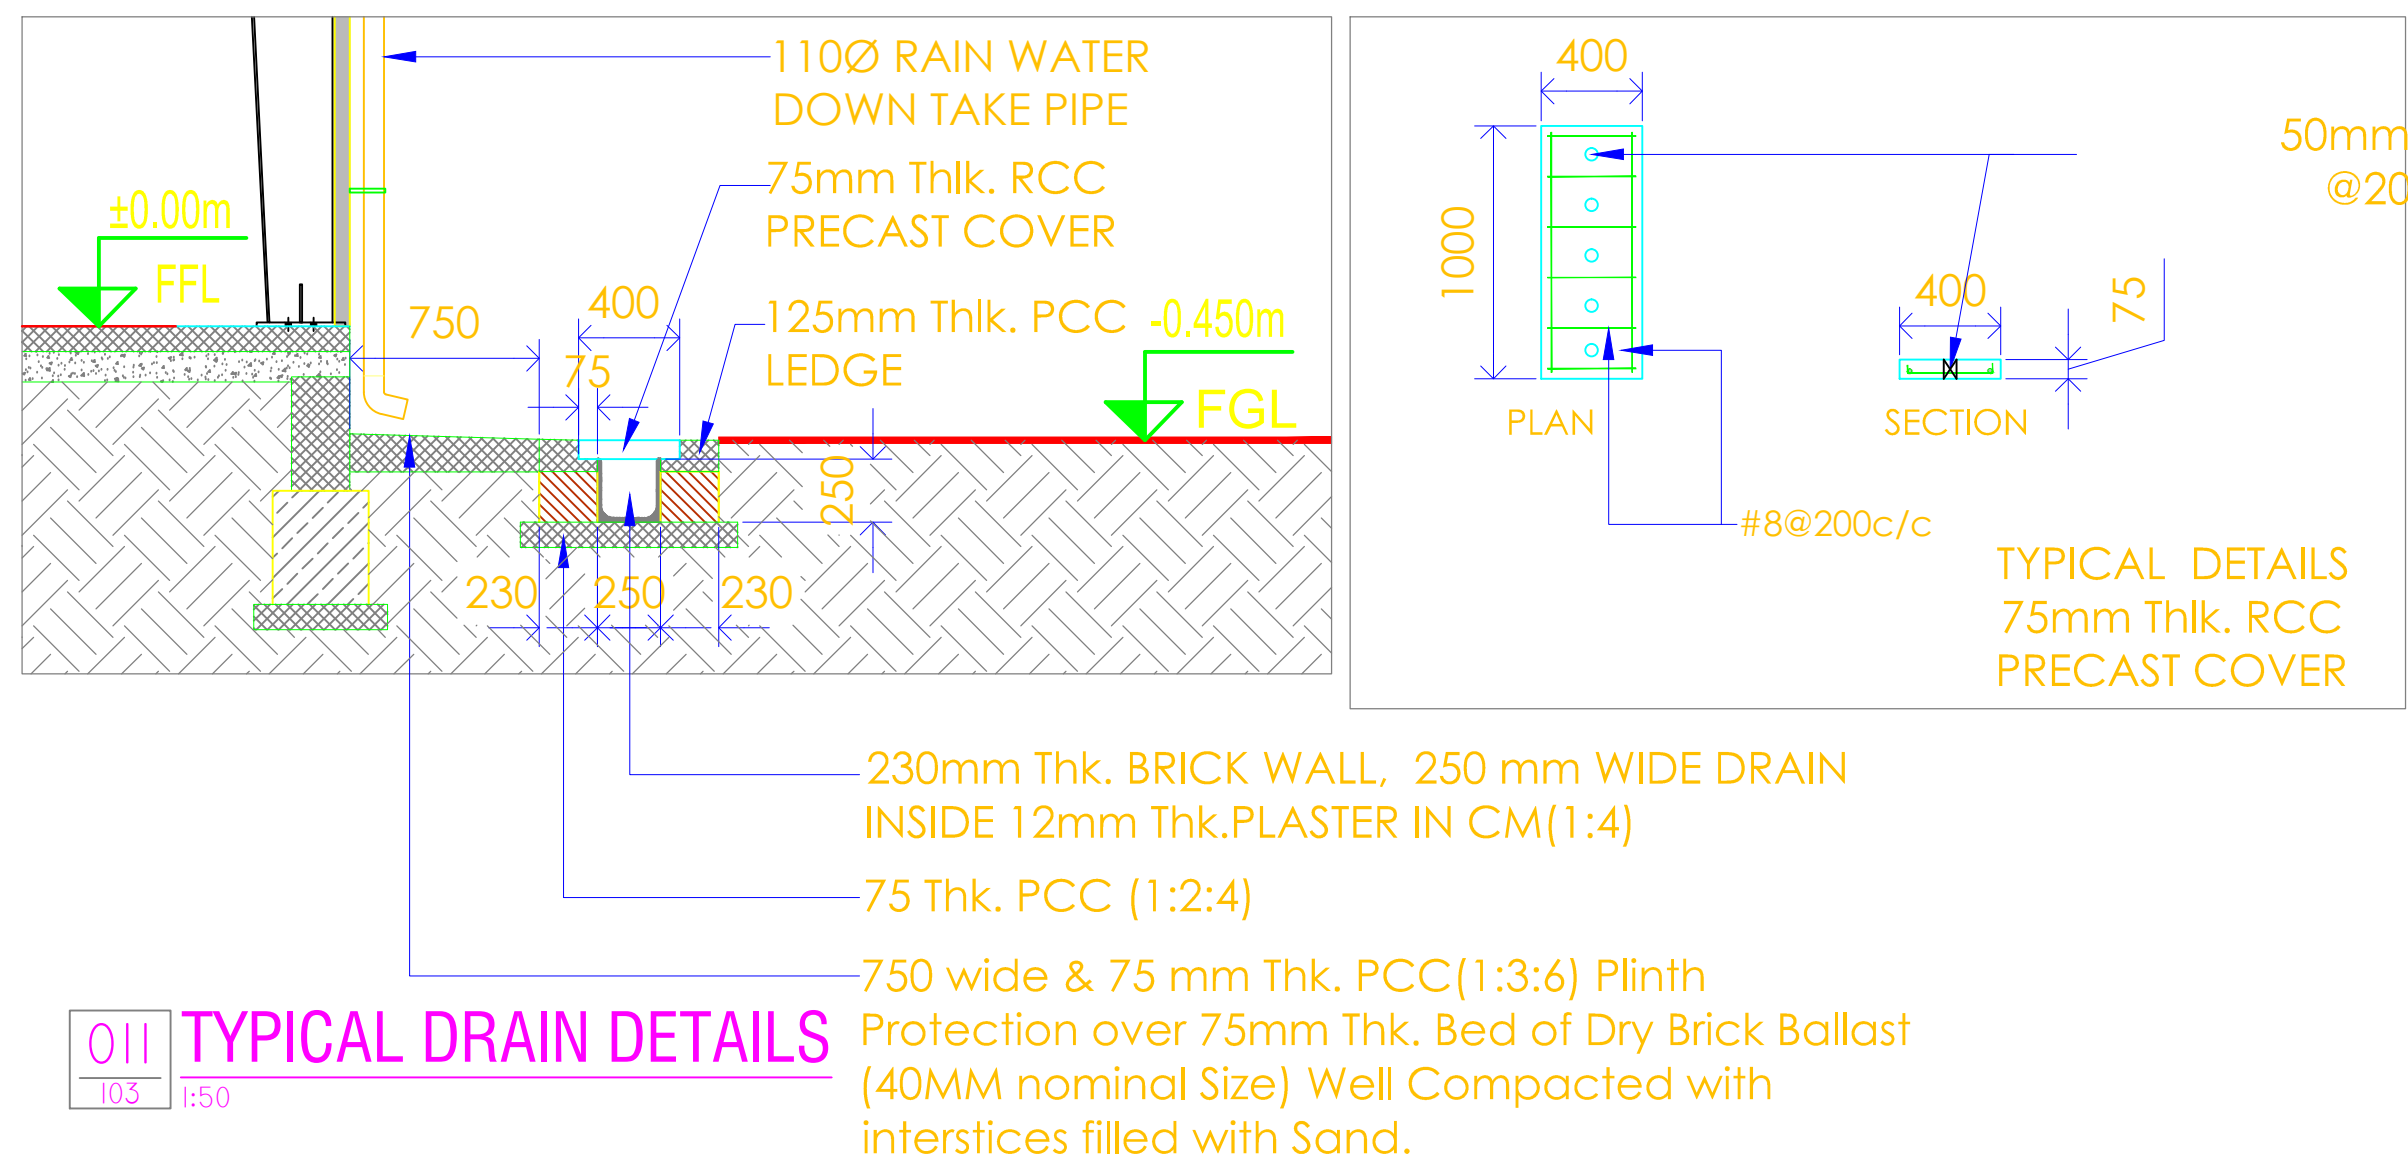 110Ø RAIN WATER
DOWN TAKE PIPE
75mm Thlk. RCC
PRECAST COVER
±0.00m
FFL
750
400
75
125mm Thlk. PCC
LEDGE
-0.450m
FGL
250
230
250
230
400
1000
50mm
@20
400
75
PLAN
SECTION
#8@200c/c
TYPICAL DETAILS
75mm Thlk. RCC
PRECAST COVER
230mm Thk. BRICK WALL, 250 mm WIDE DRAIN
INSIDE 12mm Thk.PLASTER IN CM(1:4)
75 Thk. PCC (1:2:4)
750 wide & 75 mm Thk. PCC(1:3:6) Plinth
Protection over 75mm Thk. Bed of Dry Brick Ballast
(40MM nominal Size) Well Compacted with
interstices filled with Sand.
011
103
TYPICAL DRAIN DETAILS
1:50